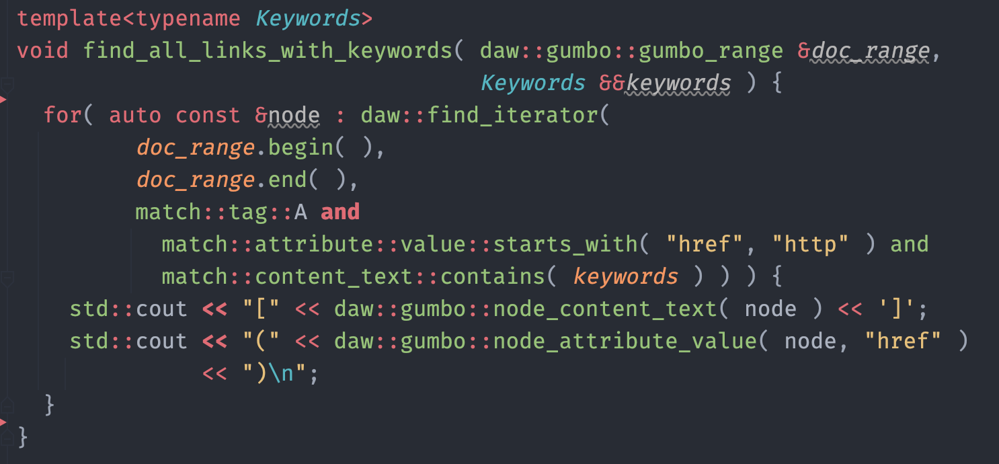 template<typename Keywords>
void find_all_links_with_keywords( daw::gumbo::gumbo_range &doc_range,
                                   Keywords &&keywords ) {
  for( auto const &node : daw::find_iterator(
         doc_range.begin( ),
         doc_range.end( ),
         match::tag::A and
           match::attribute::value::starts_with( "href", "http" ) and
           match::content_text::contains( keywords ) ) ) {
    std::cout << "[" << daw::gumbo::node_content_text( node ) << ']';
    std::cout << "(" << daw::gumbo::node_attribute_value( node, "href" )
              << ")\n";
  }
}